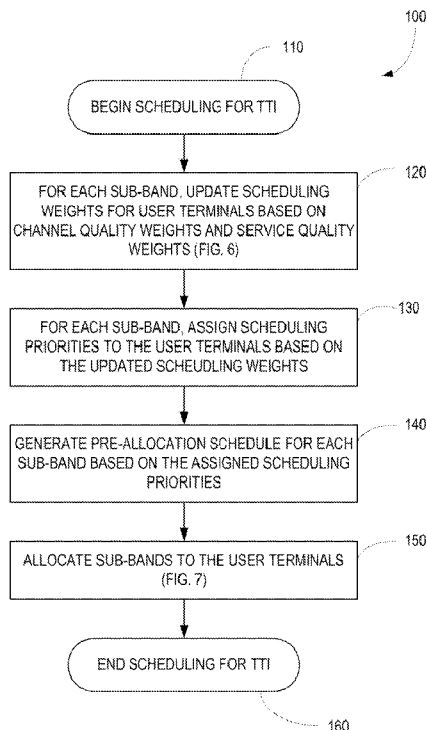 100
110
BEGIN SCHEDULING FOR TTI
120
FOR EACH SUB-BAND, UPDATE SCHEDULING
WEIGHTS FOR USER TERMINALS BASED ON
CHANNEL QUALITY WEIGHTS AND SERVICE QUALITY
WEIGHTS (FIG. 6)
130
FOR EACH SUB-BAND, ASSIGN SCHEDULING
PRIORITIES TO THE USER TERMINALS BASED ON
THE UPDATED SCHEUDLING WEIGHTS
140
GENERATE PRE-ALLOCATION SCHEDULE FOR EACH
SUB-BAND BASED ON THE ASSIGNED SCHEDULING
PRIORITIES
150
ALLOCATE SUB-BANDS TO THE USER TERMINALS
(FIG. 7)
END SCHEDULING FOR TTI
160